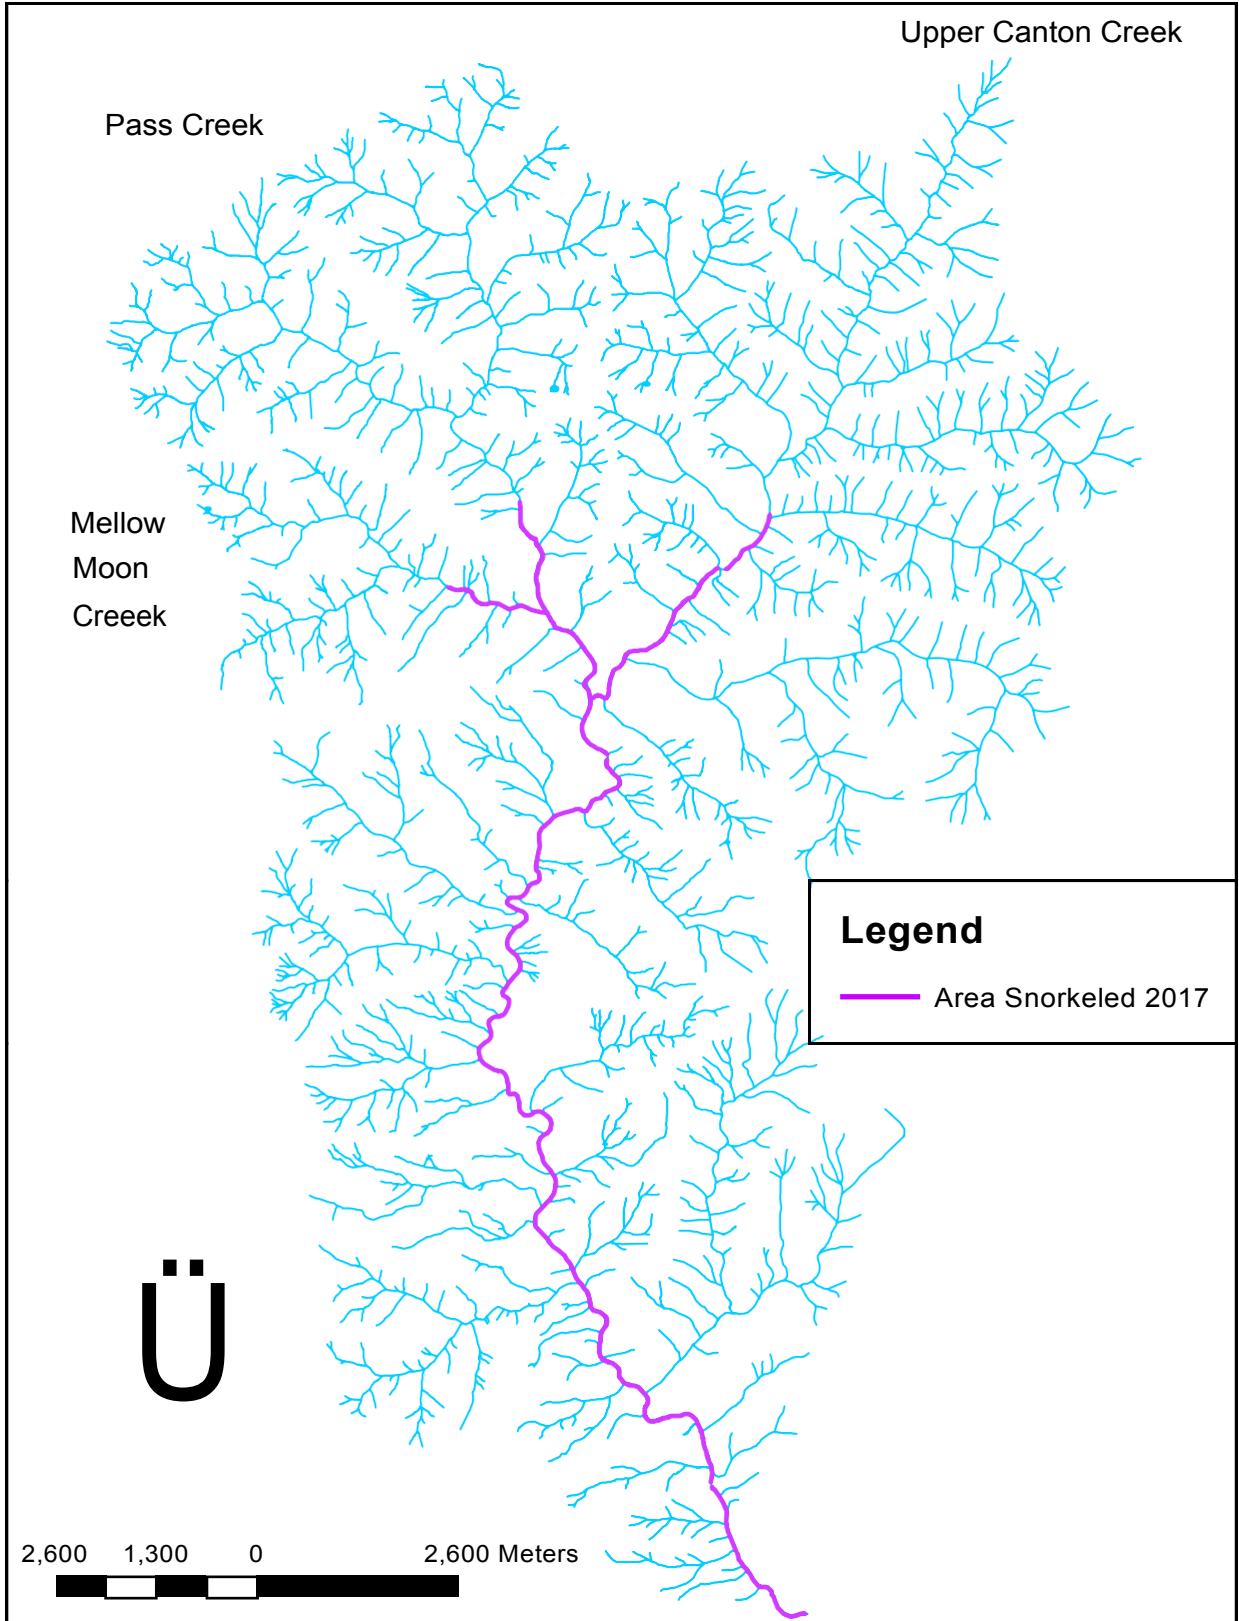 Upper Canton Creek
Pass Creek
Mellow
Moon
Creeek
Legend
Area Snorkeled 2017
Ü
2,600 1,300 0 2,600 Meters